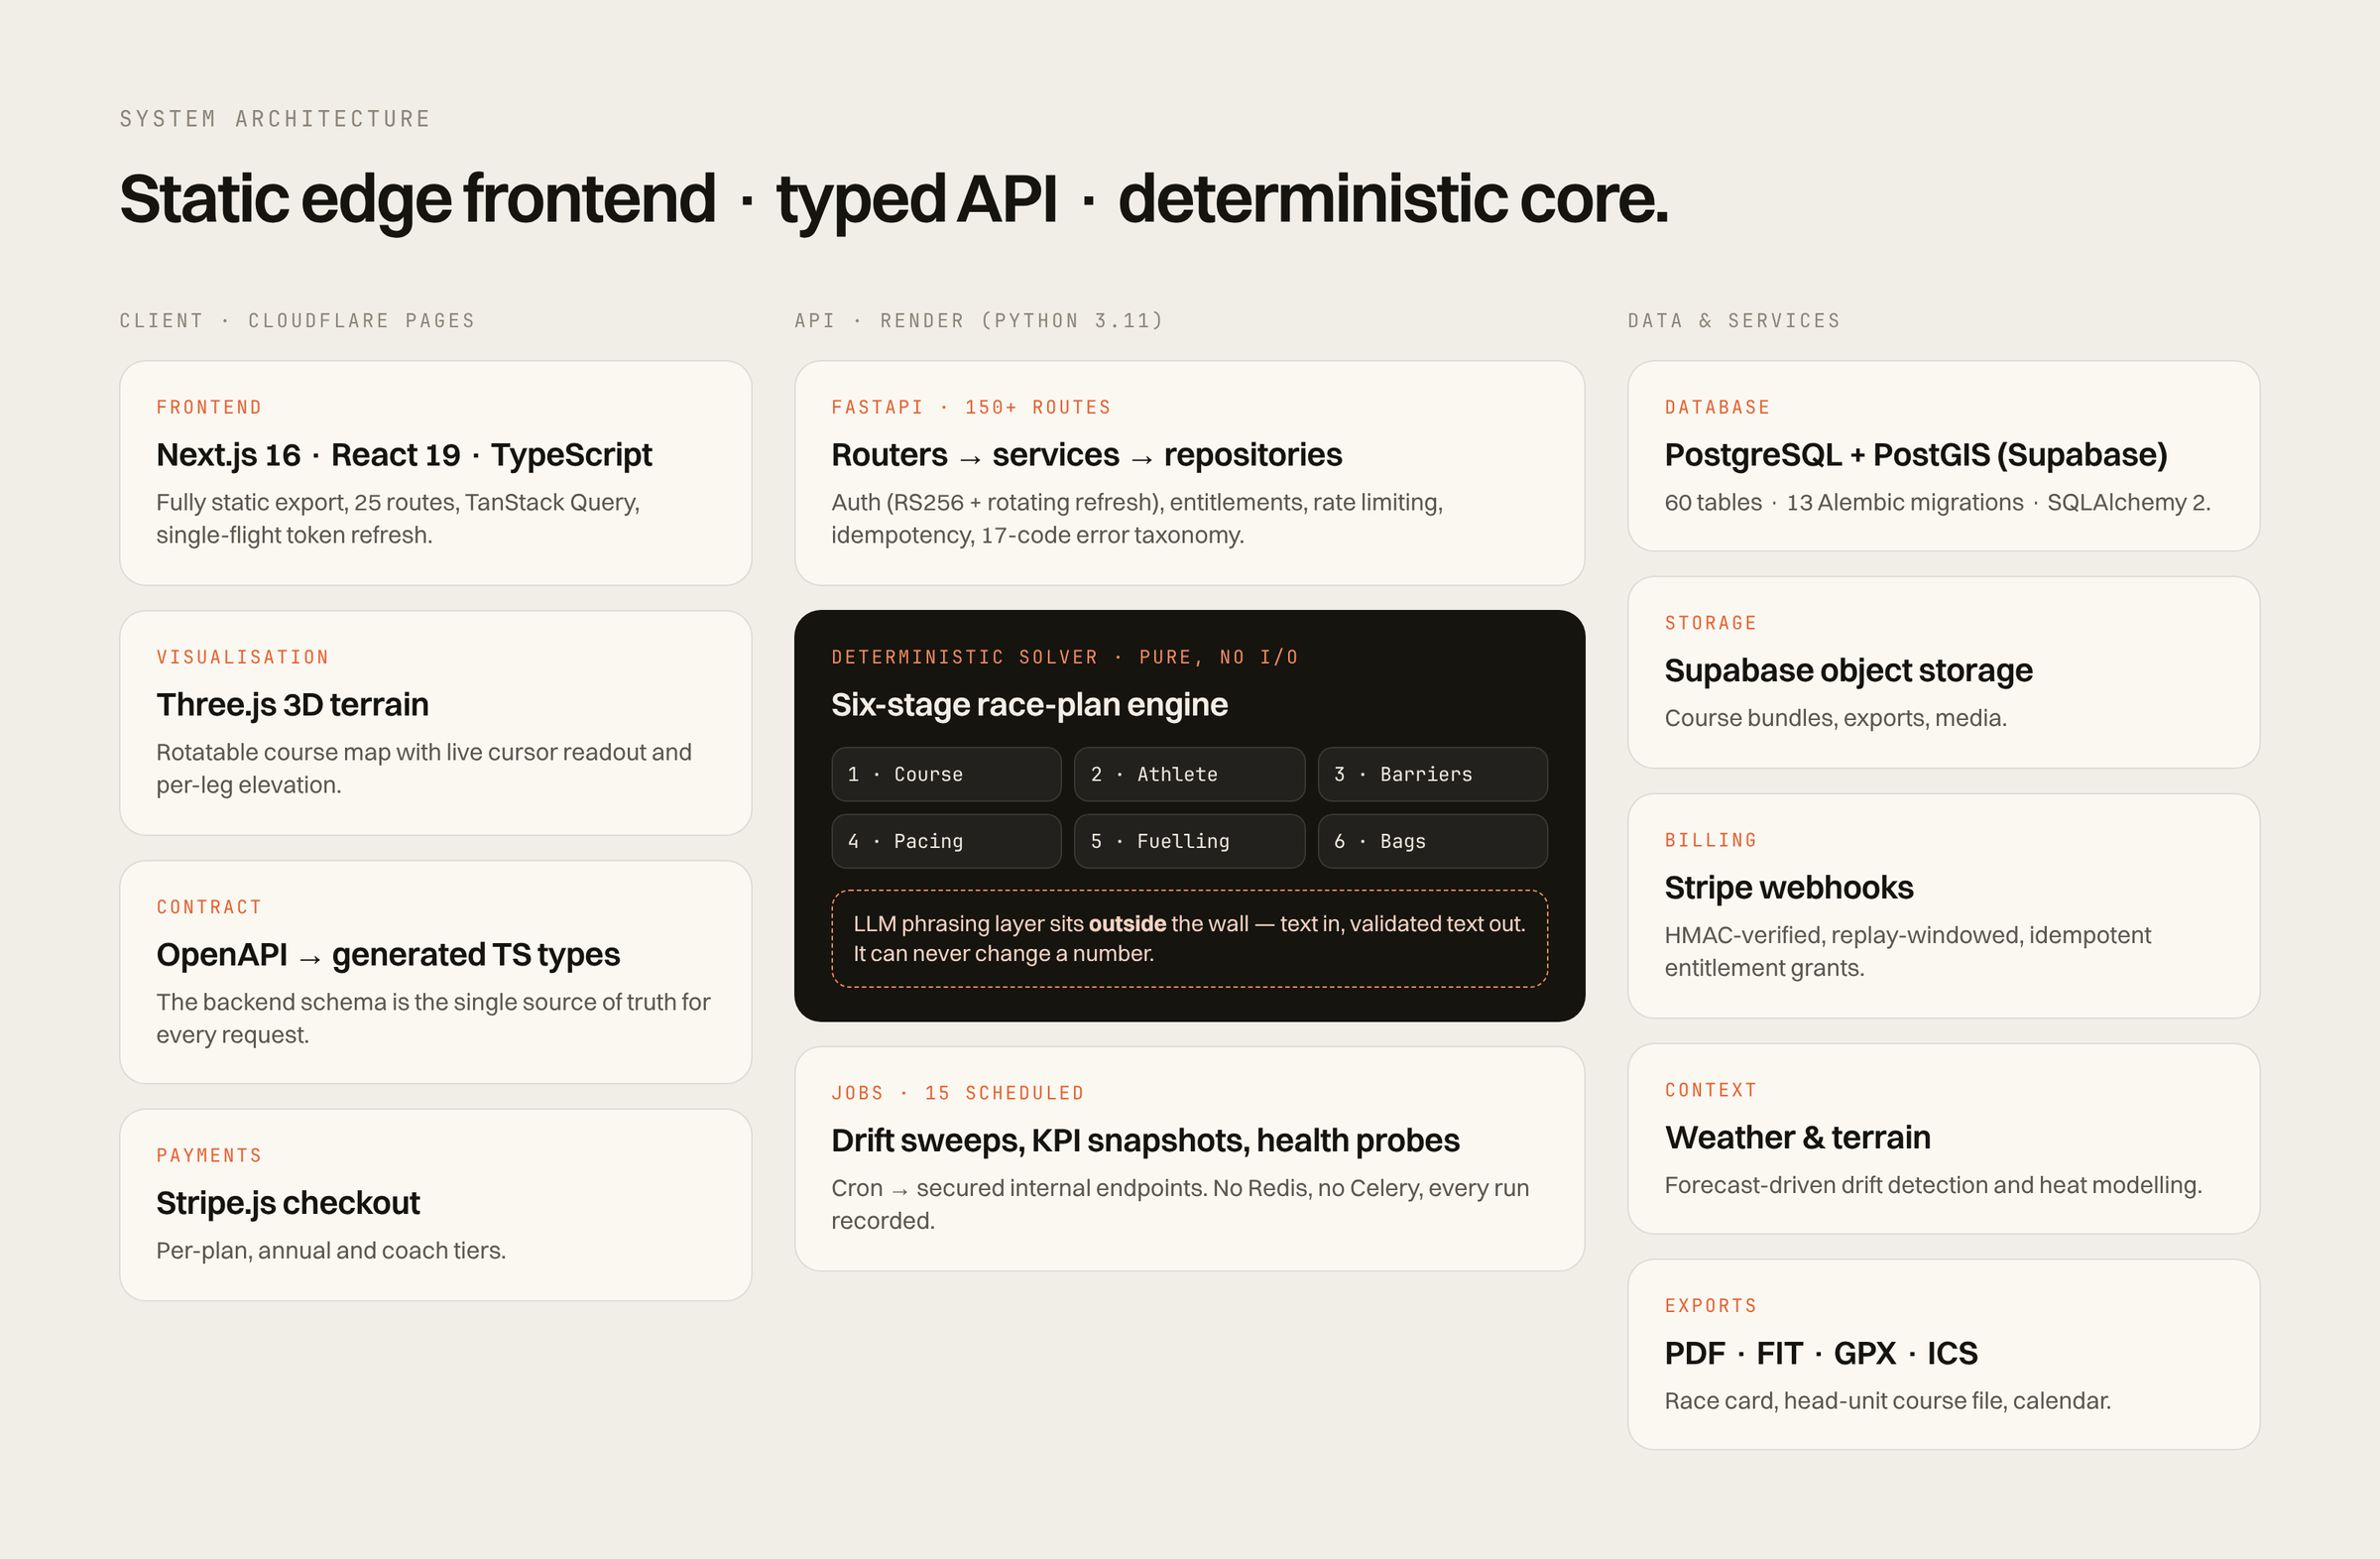 SYSTEM ARCHITECTURE
Static edge frontend · typed API · deterministic core.
CLIENT · CLOUDFLARE PAGES
FRONTEND
Next.js 16 · React 19 · TypeScript
Fully static export, 25 routes, TanStack Query,
single-flight token refresh.
VISUALISATION
Three.js 3D terrain
Rotatable course map with live cursor readout and
per-leg elevation.
CONTRACT
OpenAPI → generated TS types
The backend schema is the single source of truth for
every request.
PAYMENTS
Stripe.js checkout
Per-plan, annual and coach tiers.
API · RENDER (PYTHON 3.11)
FASTAPI · 150+ ROUTES
Routers → services → repositories
Auth (RS256 + rotating refresh), entitlements, rate limiting,
idempotency, 17-code error taxonomy.
DETERMINISTIC SOLVER · PURE, NO I/O
Six-stage race-plan engine
1 · Course
2 · Athlete
3 · Barriers
4 · Pacing
5 · Fuelling
6 · Bags
LLM phrasing layer sits outside the wall — text in, validated text out.
It can never change a number.
JOBS · 15 SCHEDULED
Drift sweeps, KPI snapshots, health probes
Cron → secured internal endpoints. No Redis, no Celery, every run
recorded.
DATA & SERVICES
DATABASE
PostgreSQL + PostGIS (Supabase)
60 tables · 13 Alembic migrations · SQLAlchemy 2.
STORAGE
Supabase object storage
Course bundles, exports, media.
BILLING
Stripe webhooks
HMAC-verified, replay-windowed, idempotent
entitlement grants.
CONTEXT
Weather & terrain
Forecast-driven drift detection and heat modelling.
EXPORTS
PDF · FIT · GPX · ICS
Race card, head-unit course file, calendar.